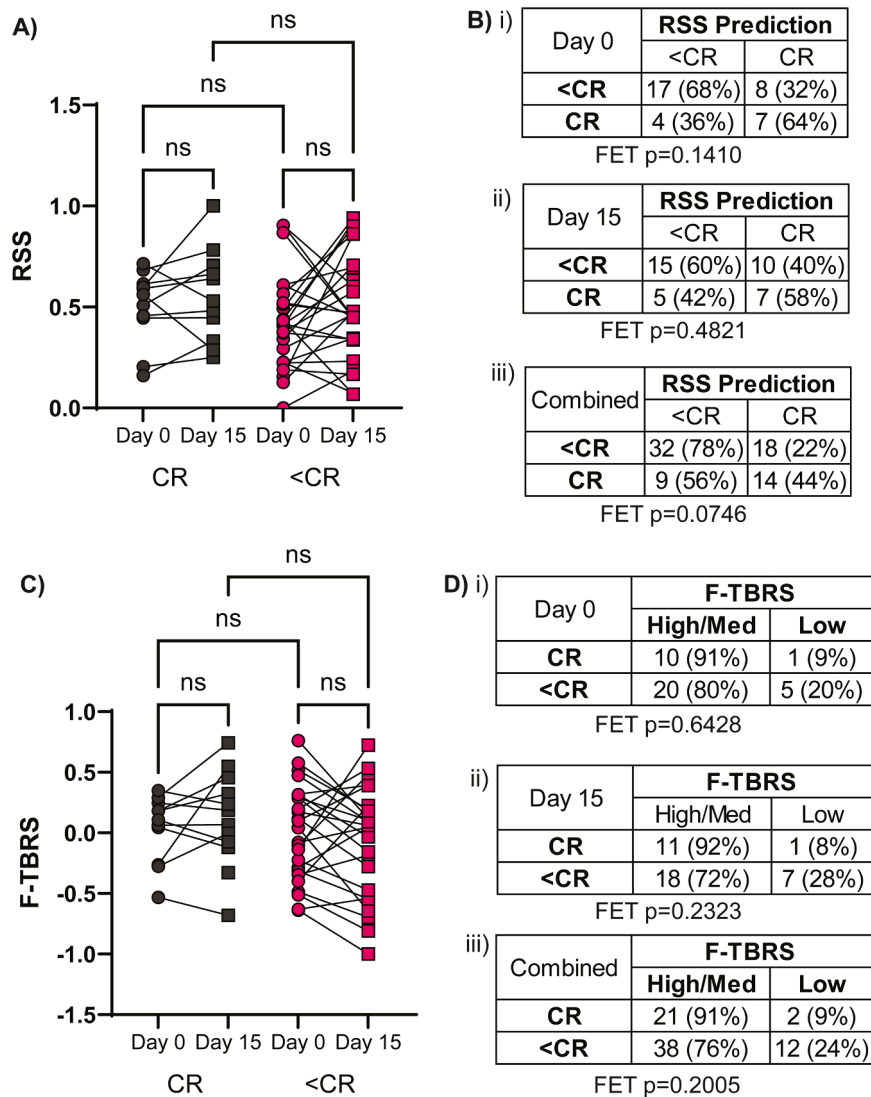 A)
ns
ns
ns
ns
1.5
1.0
0.5
0.0
RSS
Day 0 Day 15 Day 0 Day 15
CR <CR
B) i)
Day 0 RSS Prediction
<CR CR
<CR 17 (68%) 8 (32%)
CR 4 (36%) 7 (64%)
FET p=0.1410
ii)
Day 15 RSS Prediction
<CR CR
<CR 15 (60%) 10 (40%)
CR 5 (42%) 7 (58%)
FET p=0.4821
iii)
Combined RSS Prediction
<CR CR
<CR 32 (78%) 18 (22%)
CR 9 (56%) 14 (44%)
FET p=0.0746
C)
ns
ns
ns
ns
1.0
0.5
0.0
-0.5
-1.0
-1.5
F-TBRS
Day 0 Day 15 Day 0 Day 15
CR <CR
D) i)
Day 0 F-TBRS
High/Med Low
CR 10 (91%) 1 (9%)
<CR 20 (80%) 5 (20%)
FET p=0.6428
ii)
Day 15 F-TBRS
High/Med Low
CR 11 (92%) 1 (8%)
<CR 18 (72%) 7 (28%)
FET p=0.2323
iii)
Combined F-TBRS
High/Med Low
CR 21 (91%) 2 (9%)
<CR 38 (76%) 12 (24%)
FET p=0.2005